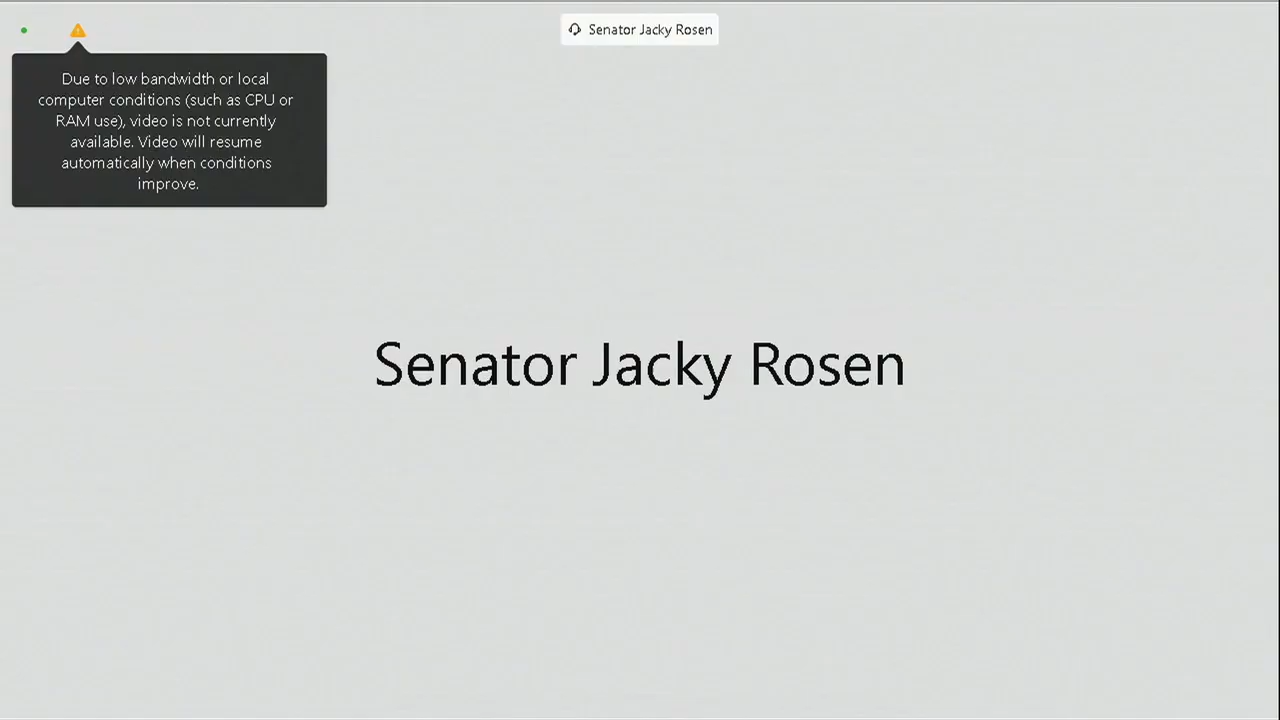 Senator Jacky Rosen
Due to low bandwidth or local
computer conditions (such as CPU or
RAM use), video is not currently
available. Video will resume
automatically when conditions
improve.
Senator Jacky Rosen